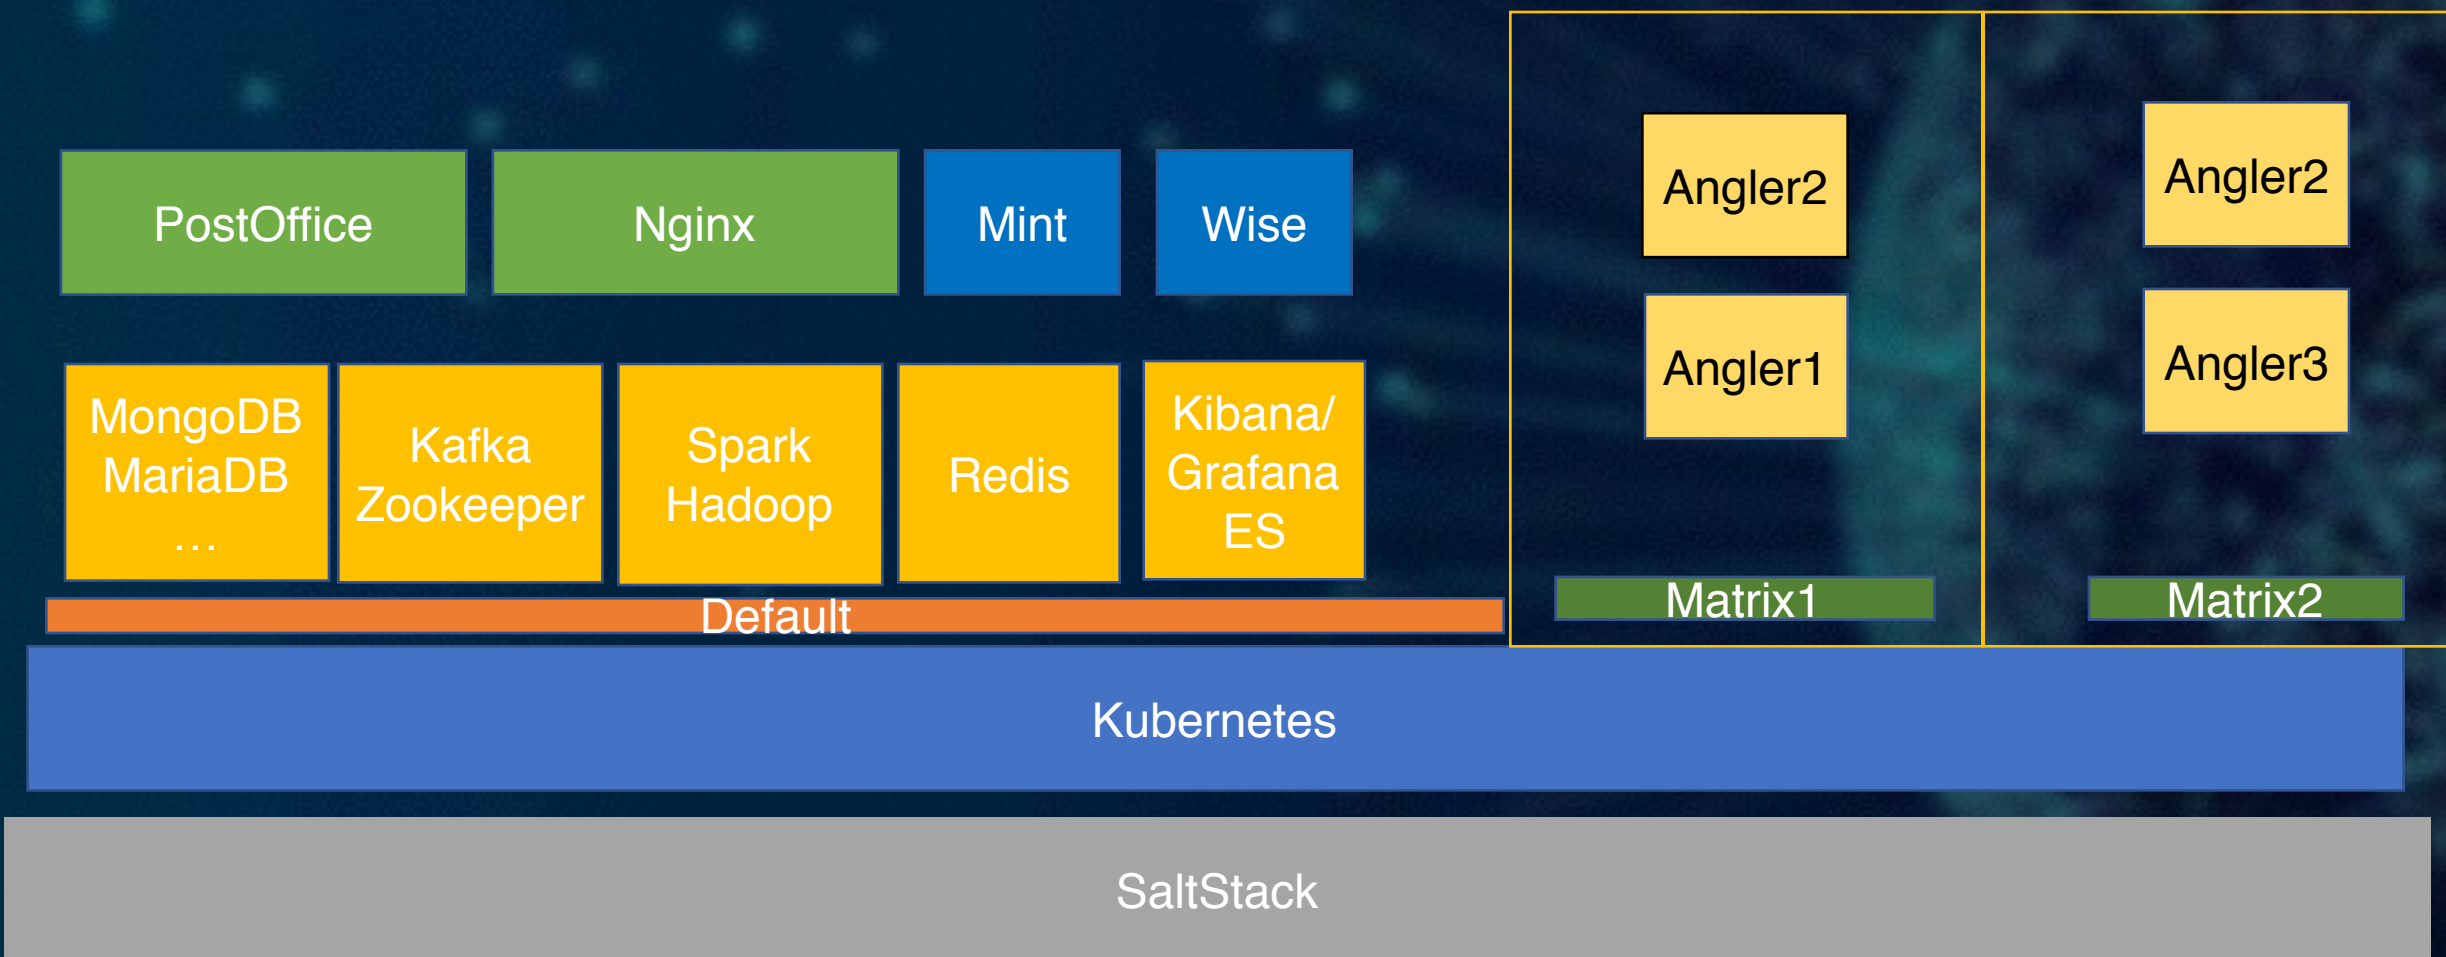 PostOffice
Nginx
Mint
Wise
Angler2
Angler2
Angler1
Angler3
MongoDB
MariaDB
…
Kafka
Zookeeper
Spark
Hadoop
Redis
Kibana/
Grafana
ES
Default
Matrix1
Matrix2
Kubernetes
SaltStack